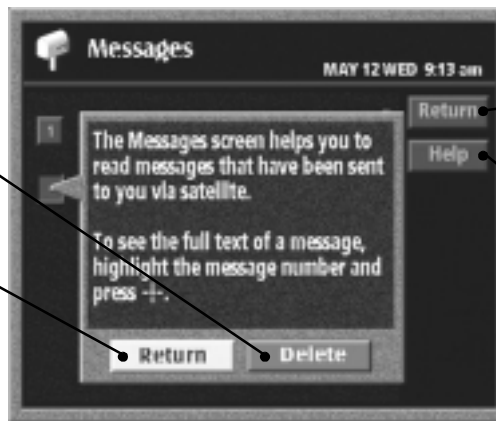 Messages
MAY 12 WED 9:13 am
Return
Help
1
The Messages screen helps you to
read messages that have been sent
to you via satellite.
To see the full text of a message,
highlight the message number and
press -+-.
Return
Delete